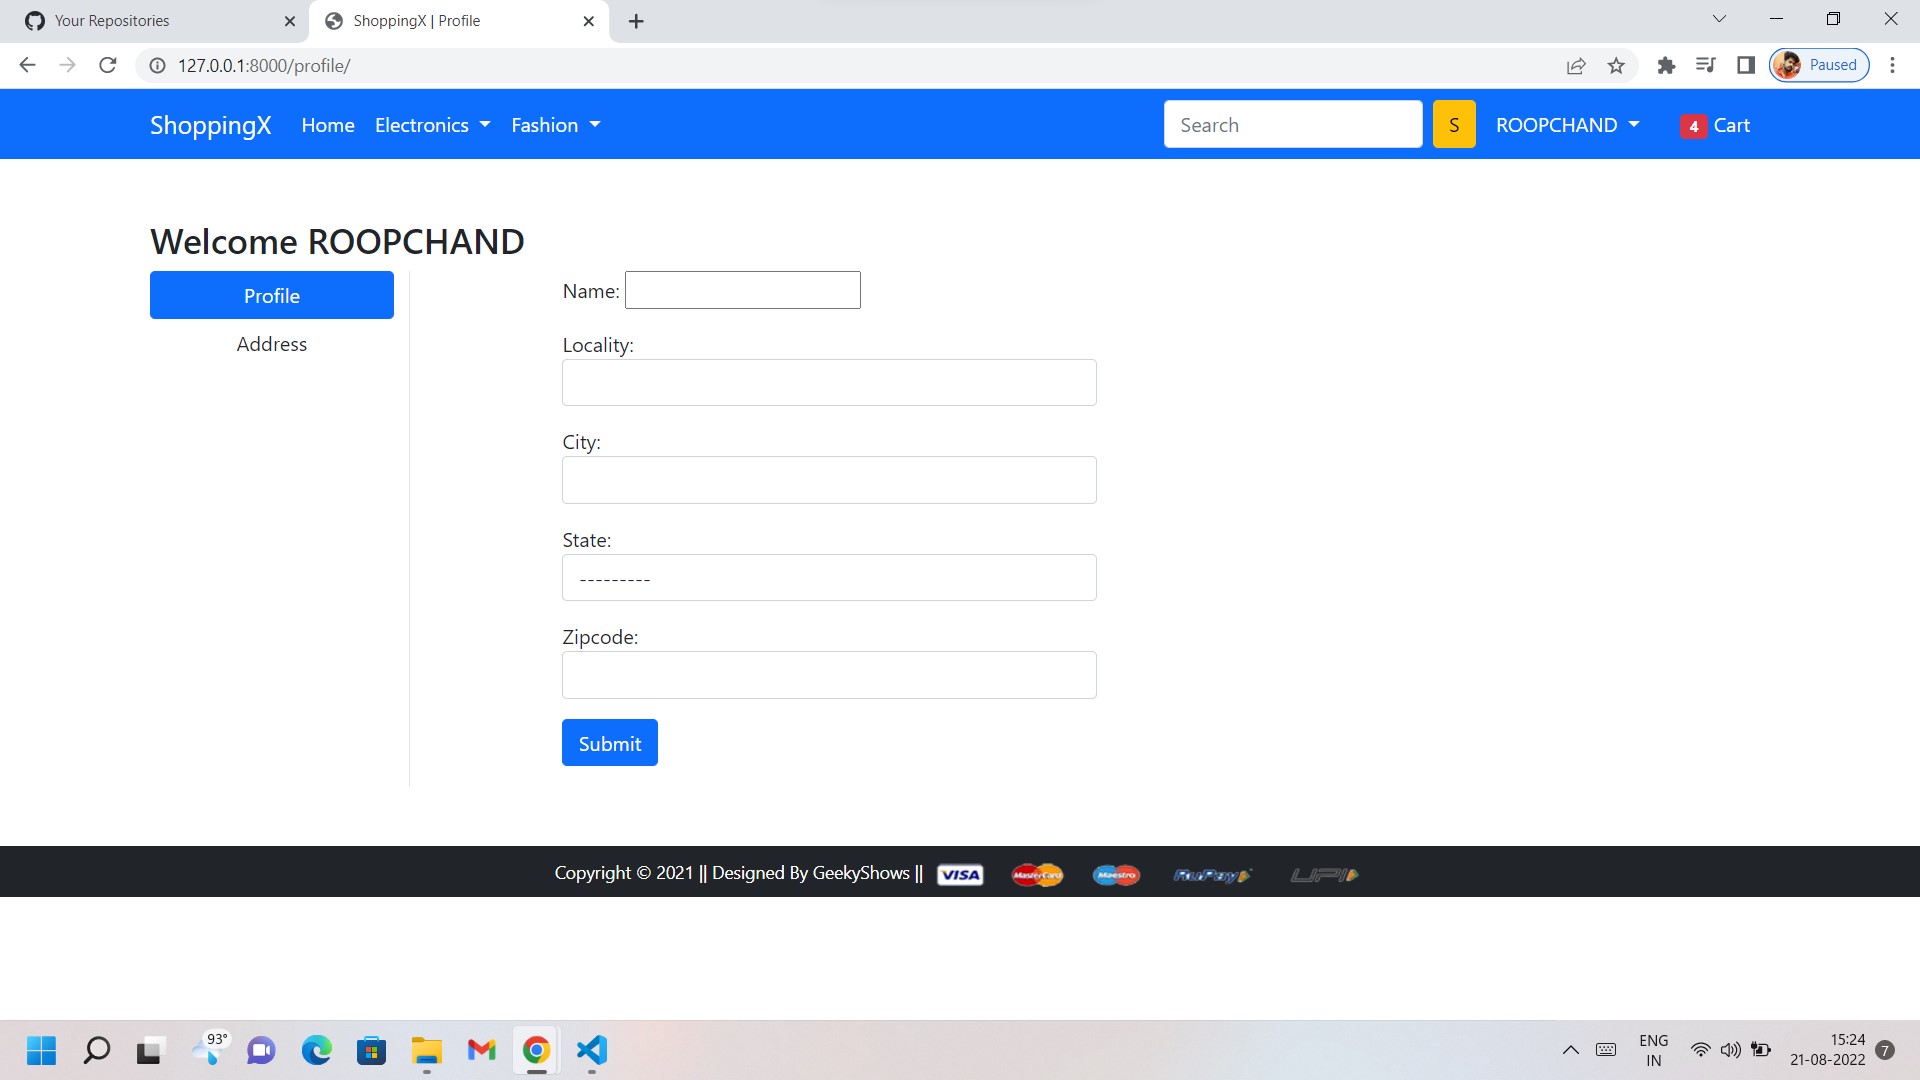 Your Repositories
ShoppingX | Profile
127.0.0.1:8000/profile/
Paused
ShoppingX Home Electronics Fashion Search S ROOPCHAND 4 Cart
Welcome ROOPCHAND
Profile
Address
Name:
Locality:
City:
State:
---------
Zipcode:
Submit
Copyright © 2021 || Designed By GeekyShows || VISA MasterCard Maestro RuPay UPI
93°
ENG
IN
15:24
21-08-2022
7